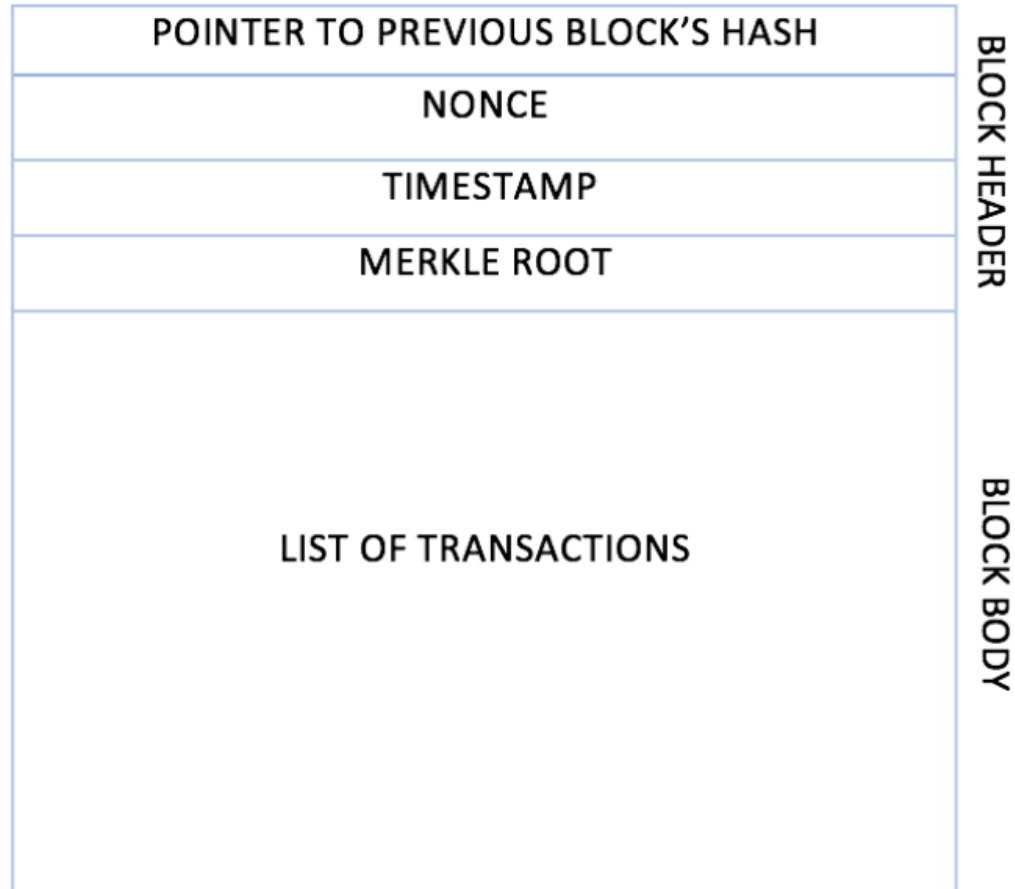 POINTER TO PREVIOUS BLOCK’S HASH
NONCE
TIMESTAMP
MERKLE ROOT
BLOCK HEADER
LIST OF TRANSACTIONS
BLOCK BODY